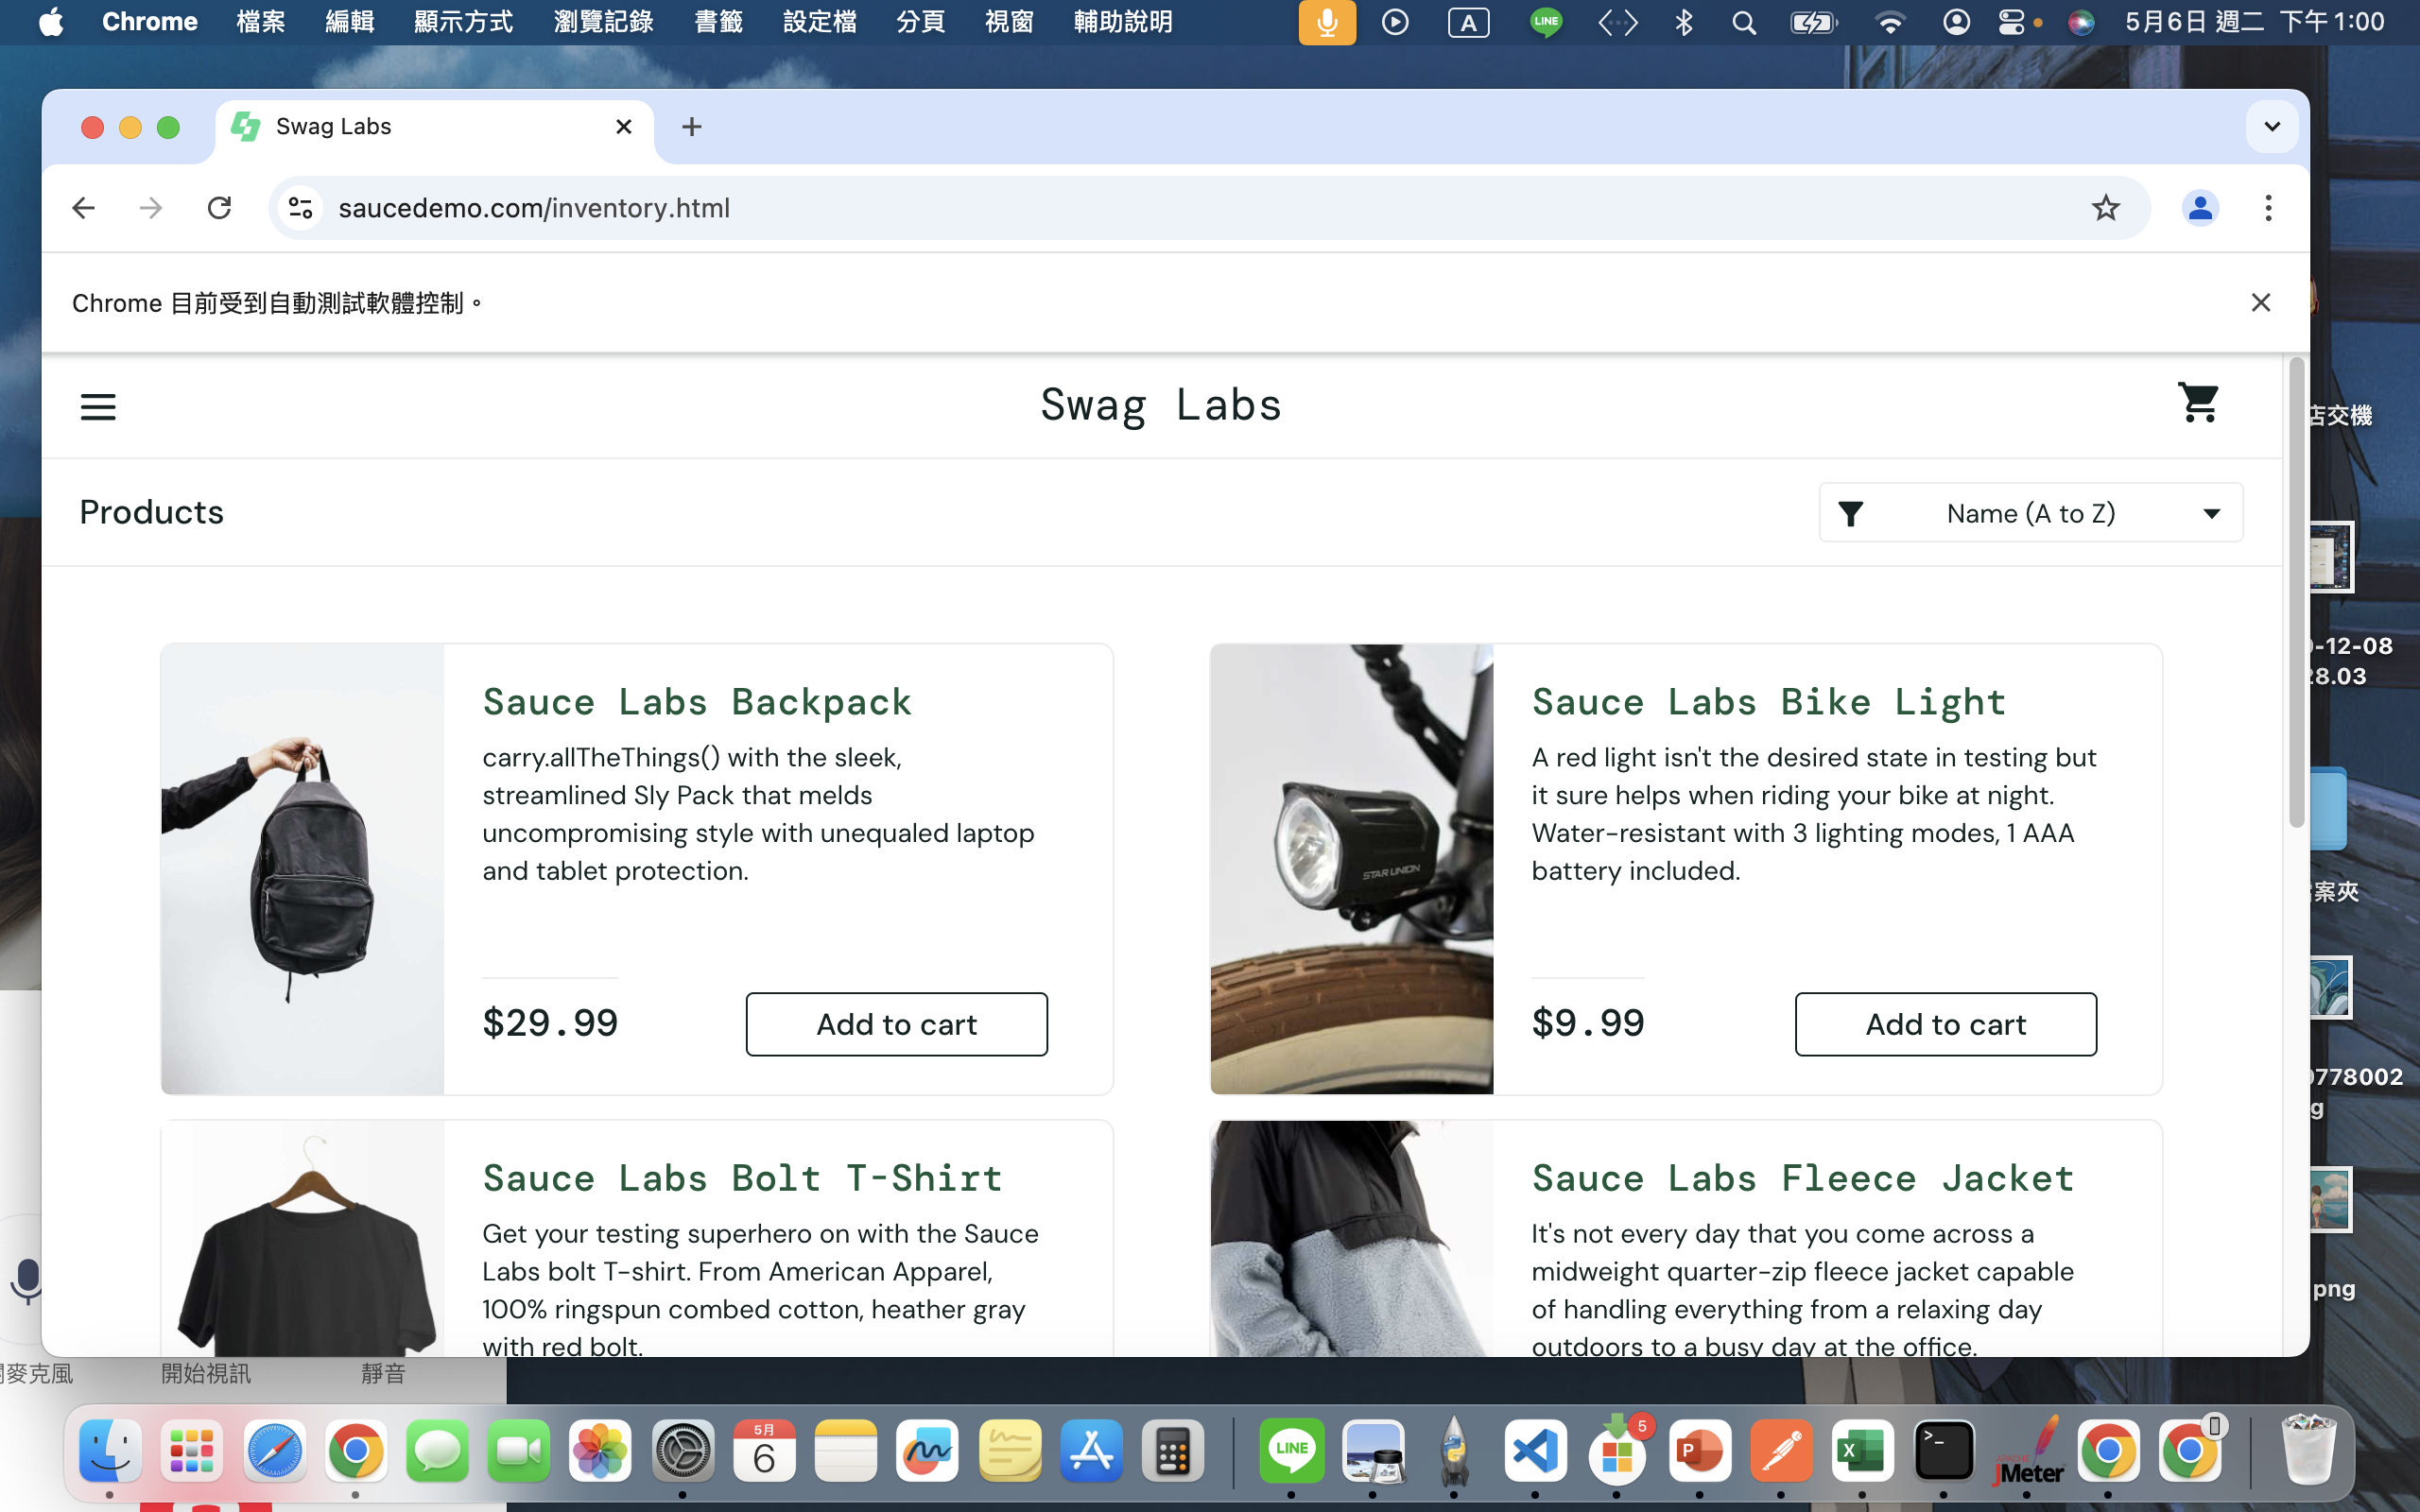 Chrome 檔案 編輯 顯示方式 瀏覽記錄 書籤 設定檔 分頁 視窗 輔助說明 A LINE 5月6日 週二 下午1:00
Swag Labs
saucedemo.com/inventory.html
Chrome 目前受到自動測試軟體控制。
Swag Labs
Products
Name (A to Z)
Sauce Labs Backpack
carry.allTheThings() with the sleek,
streamlined Sly Pack that melds
uncompromising style with unequaled laptop
and tablet protection.
$29.99
Add to cart
Sauce Labs Bike Light
A red light isn't the desired state in testing but
it sure helps when riding your bike at night.
Water-resistant with 3 lighting modes, 1 AAA
battery included.
STAR UNION
$9.99
Add to cart
Sauce Labs Bolt T-Shirt
Get your testing superhero on with the Sauce
Labs bolt T-shirt. From American Apparel,
100% ringspun combed cotton, heather gray
with red bolt.
Sauce Labs Fleece Jacket
It's not every day that you come across a
midweight quarter-zip fleece jacket capable
of handling everything from a relaxing day
outdoors to a busy day at the office.
店交機
-12-08
28.03
案夾
0778002
g
png
麥克風
開始視訊
靜音
5月
6
LINE
5
P
X
>_
APACHE
JMeter